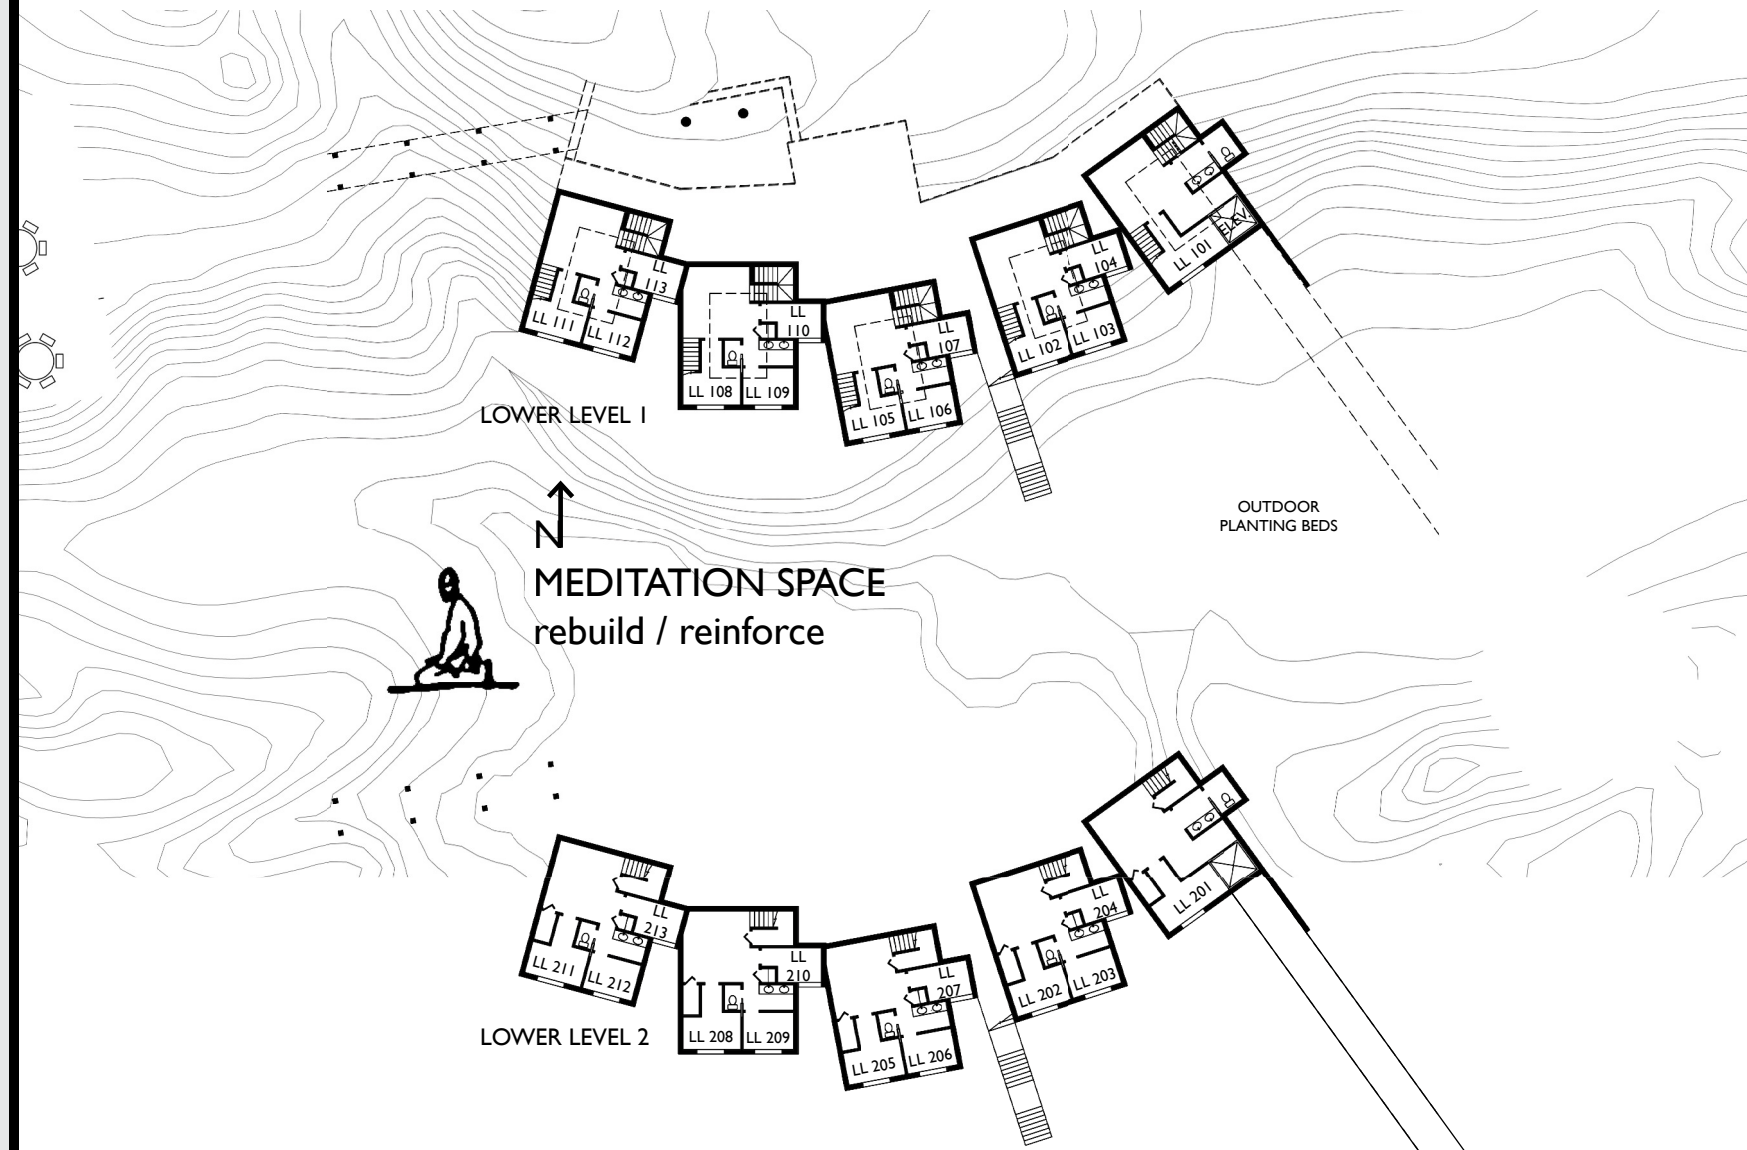 ELEV.
LL 101
LL
104
LL 102
LL 103
LL
113
LL 111
LL 112
LL
110
LL 108
LL 109
LL
107
LL 105
LL 106
LOWER LEVEL 1
OUTDOOR
PLANTING BEDS
N
MEDITATION SPACE
rebuild / reinforce
LL 201
LL
204
LL 202
LL 203
LL
213
LL 211
LL 212
LL
210
LL 208
LL 209
LL
207
LL 205
LL 206
LOWER LEVEL 2